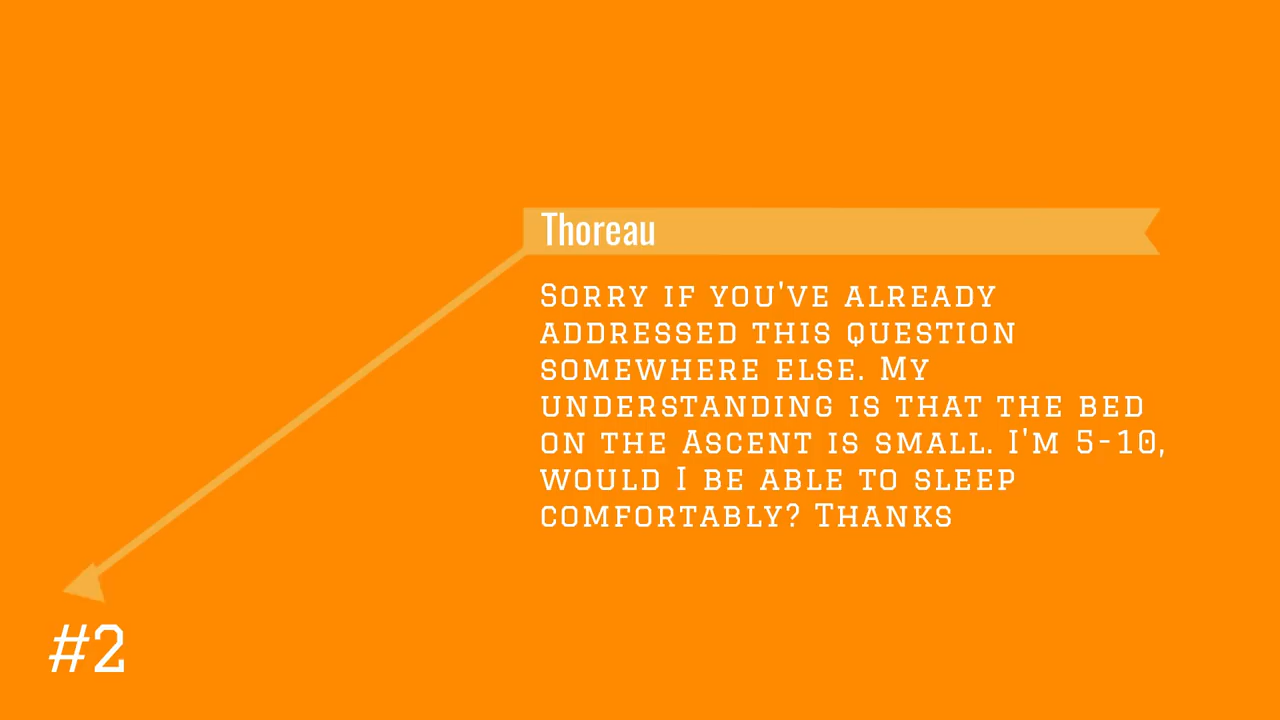 Thoreau
Sorry if you've already
addressed this question
somewhere else. My
understanding is that the bed
on the Ascent is small. I'm 5-10,
would I be able to sleep
comfortably? Thanks
#2